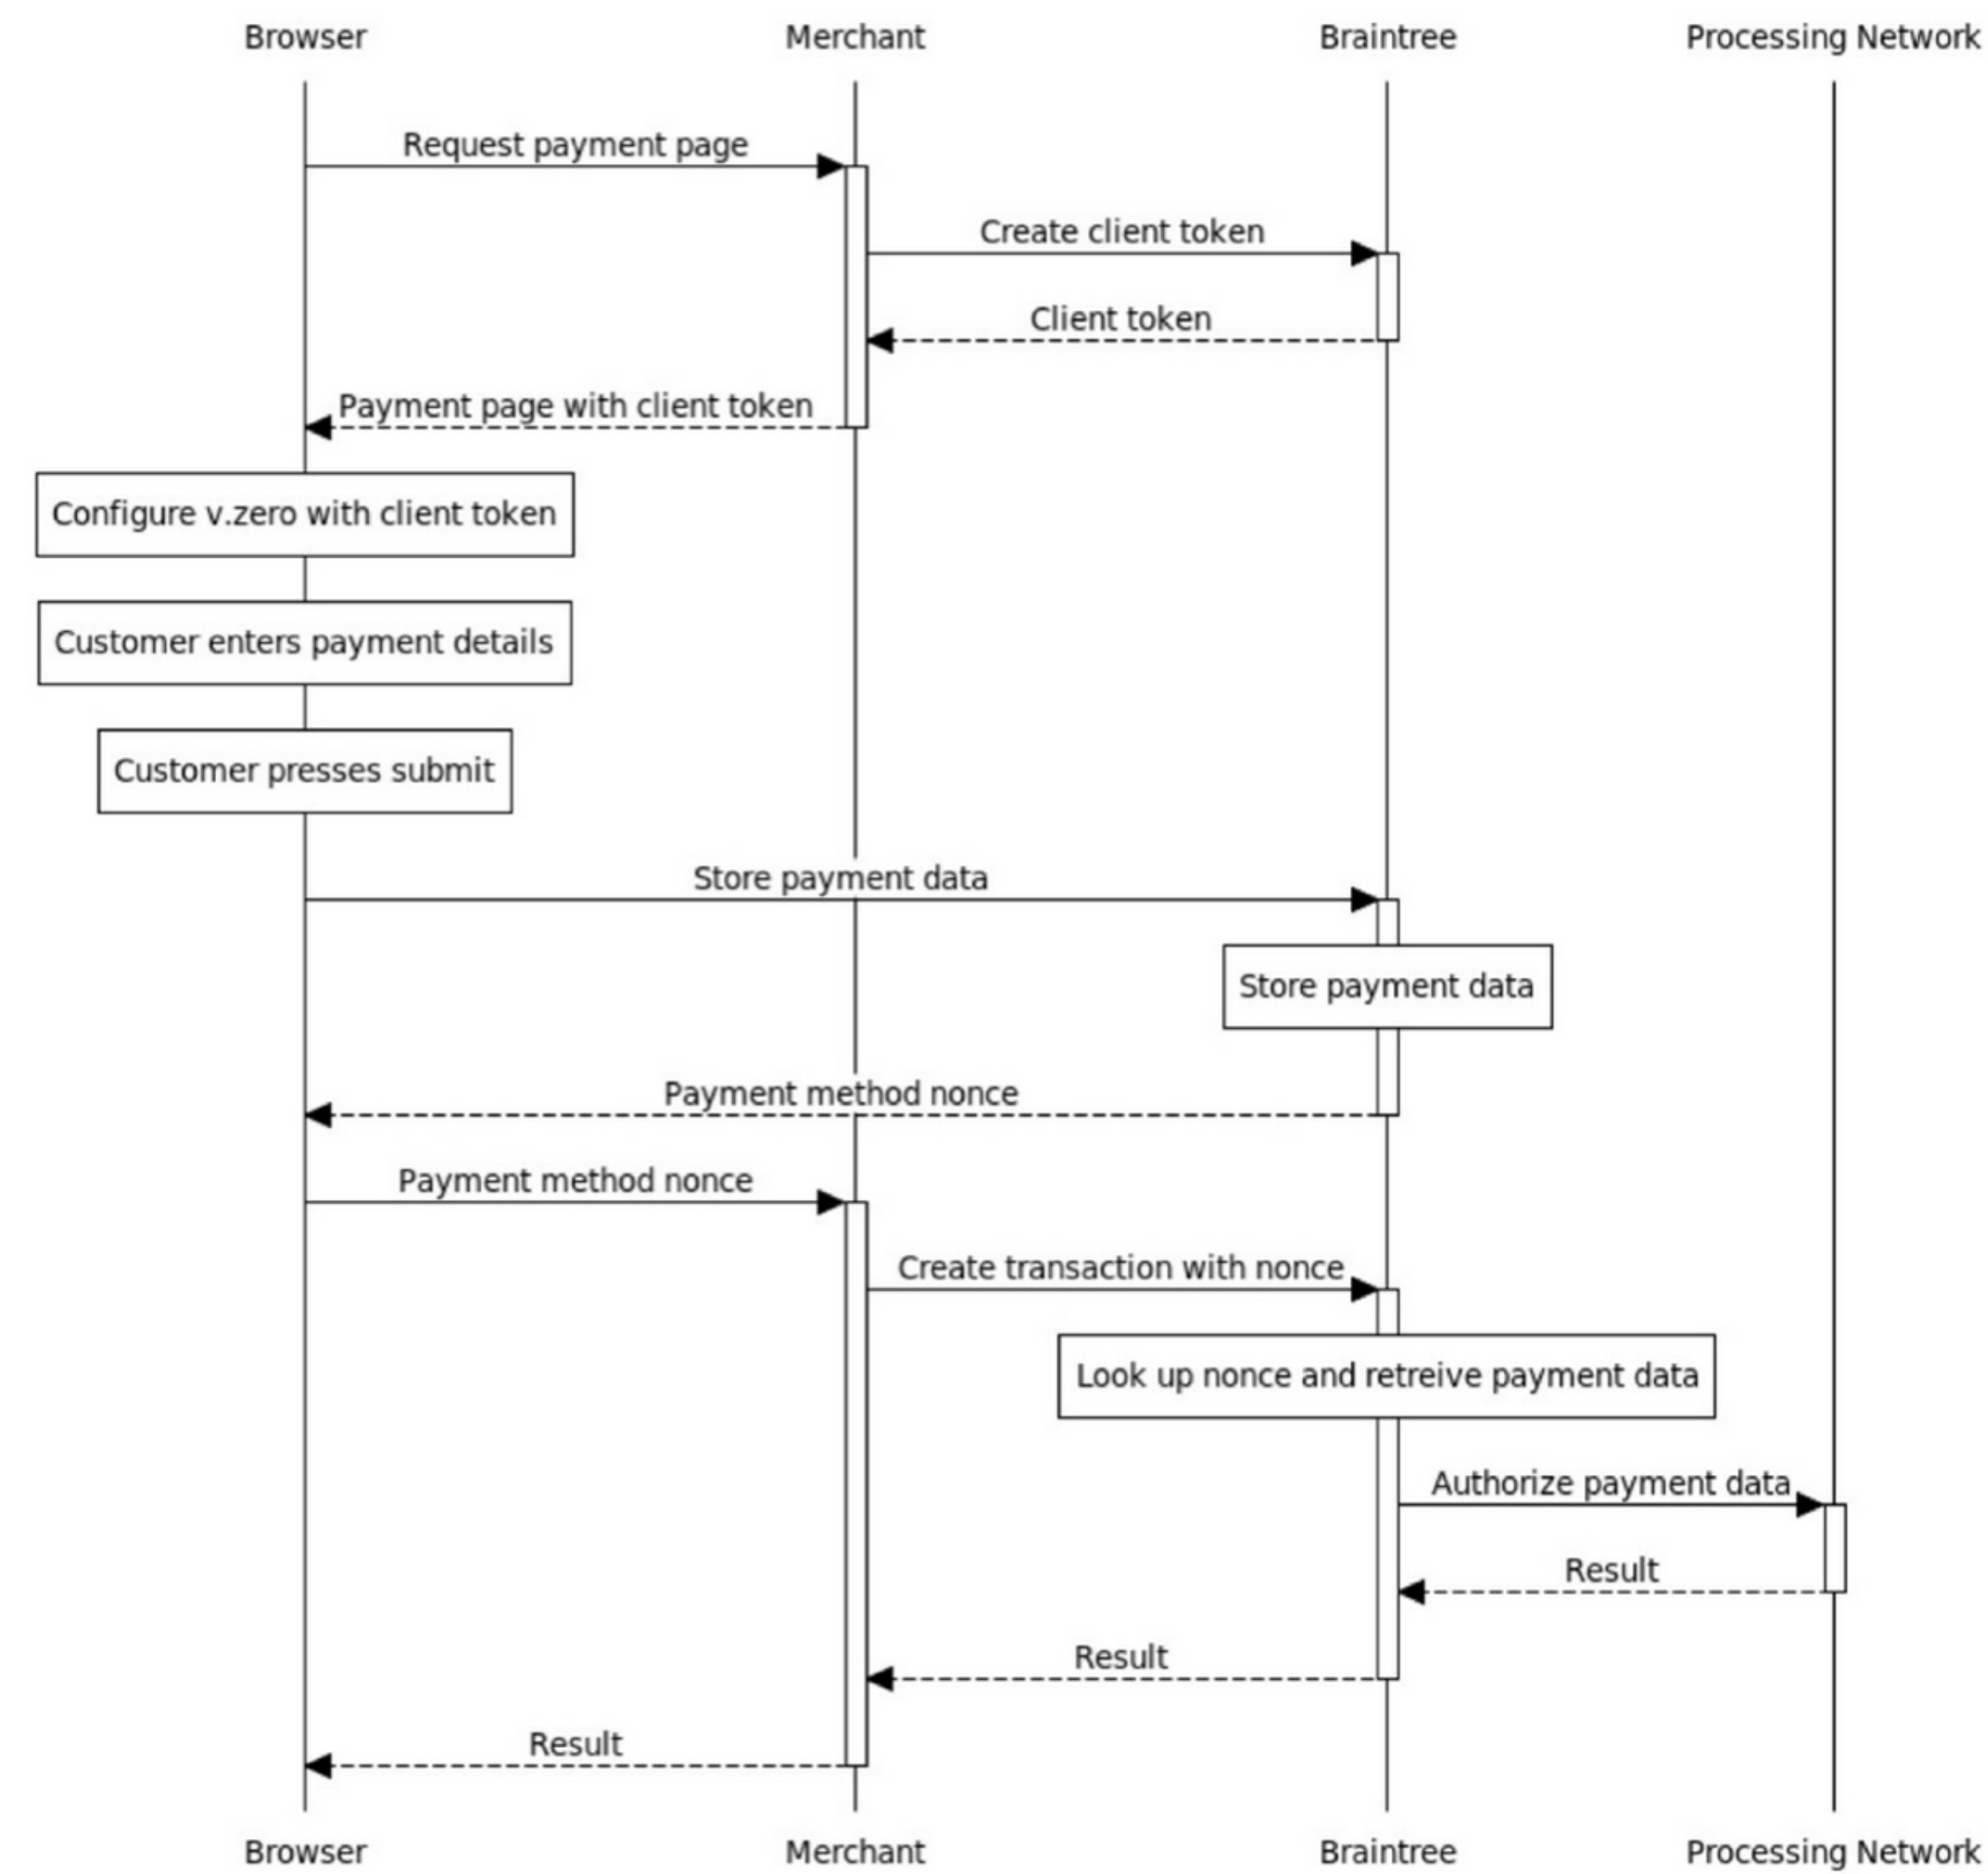 Browser
Merchant
Braintree
Processing Network
Request payment page
Create client token
Client token
Payment page with client token
Configure v.zero with client token
Customer enters payment details
Customer presses submit
Store payment data
Store payment data
Payment method nonce
Payment method nonce
Create transaction with nonce
Look up nonce and retreive payment data
Authorize payment data
Result
Result
Result
Browser
Merchant
Braintree
Processing Network